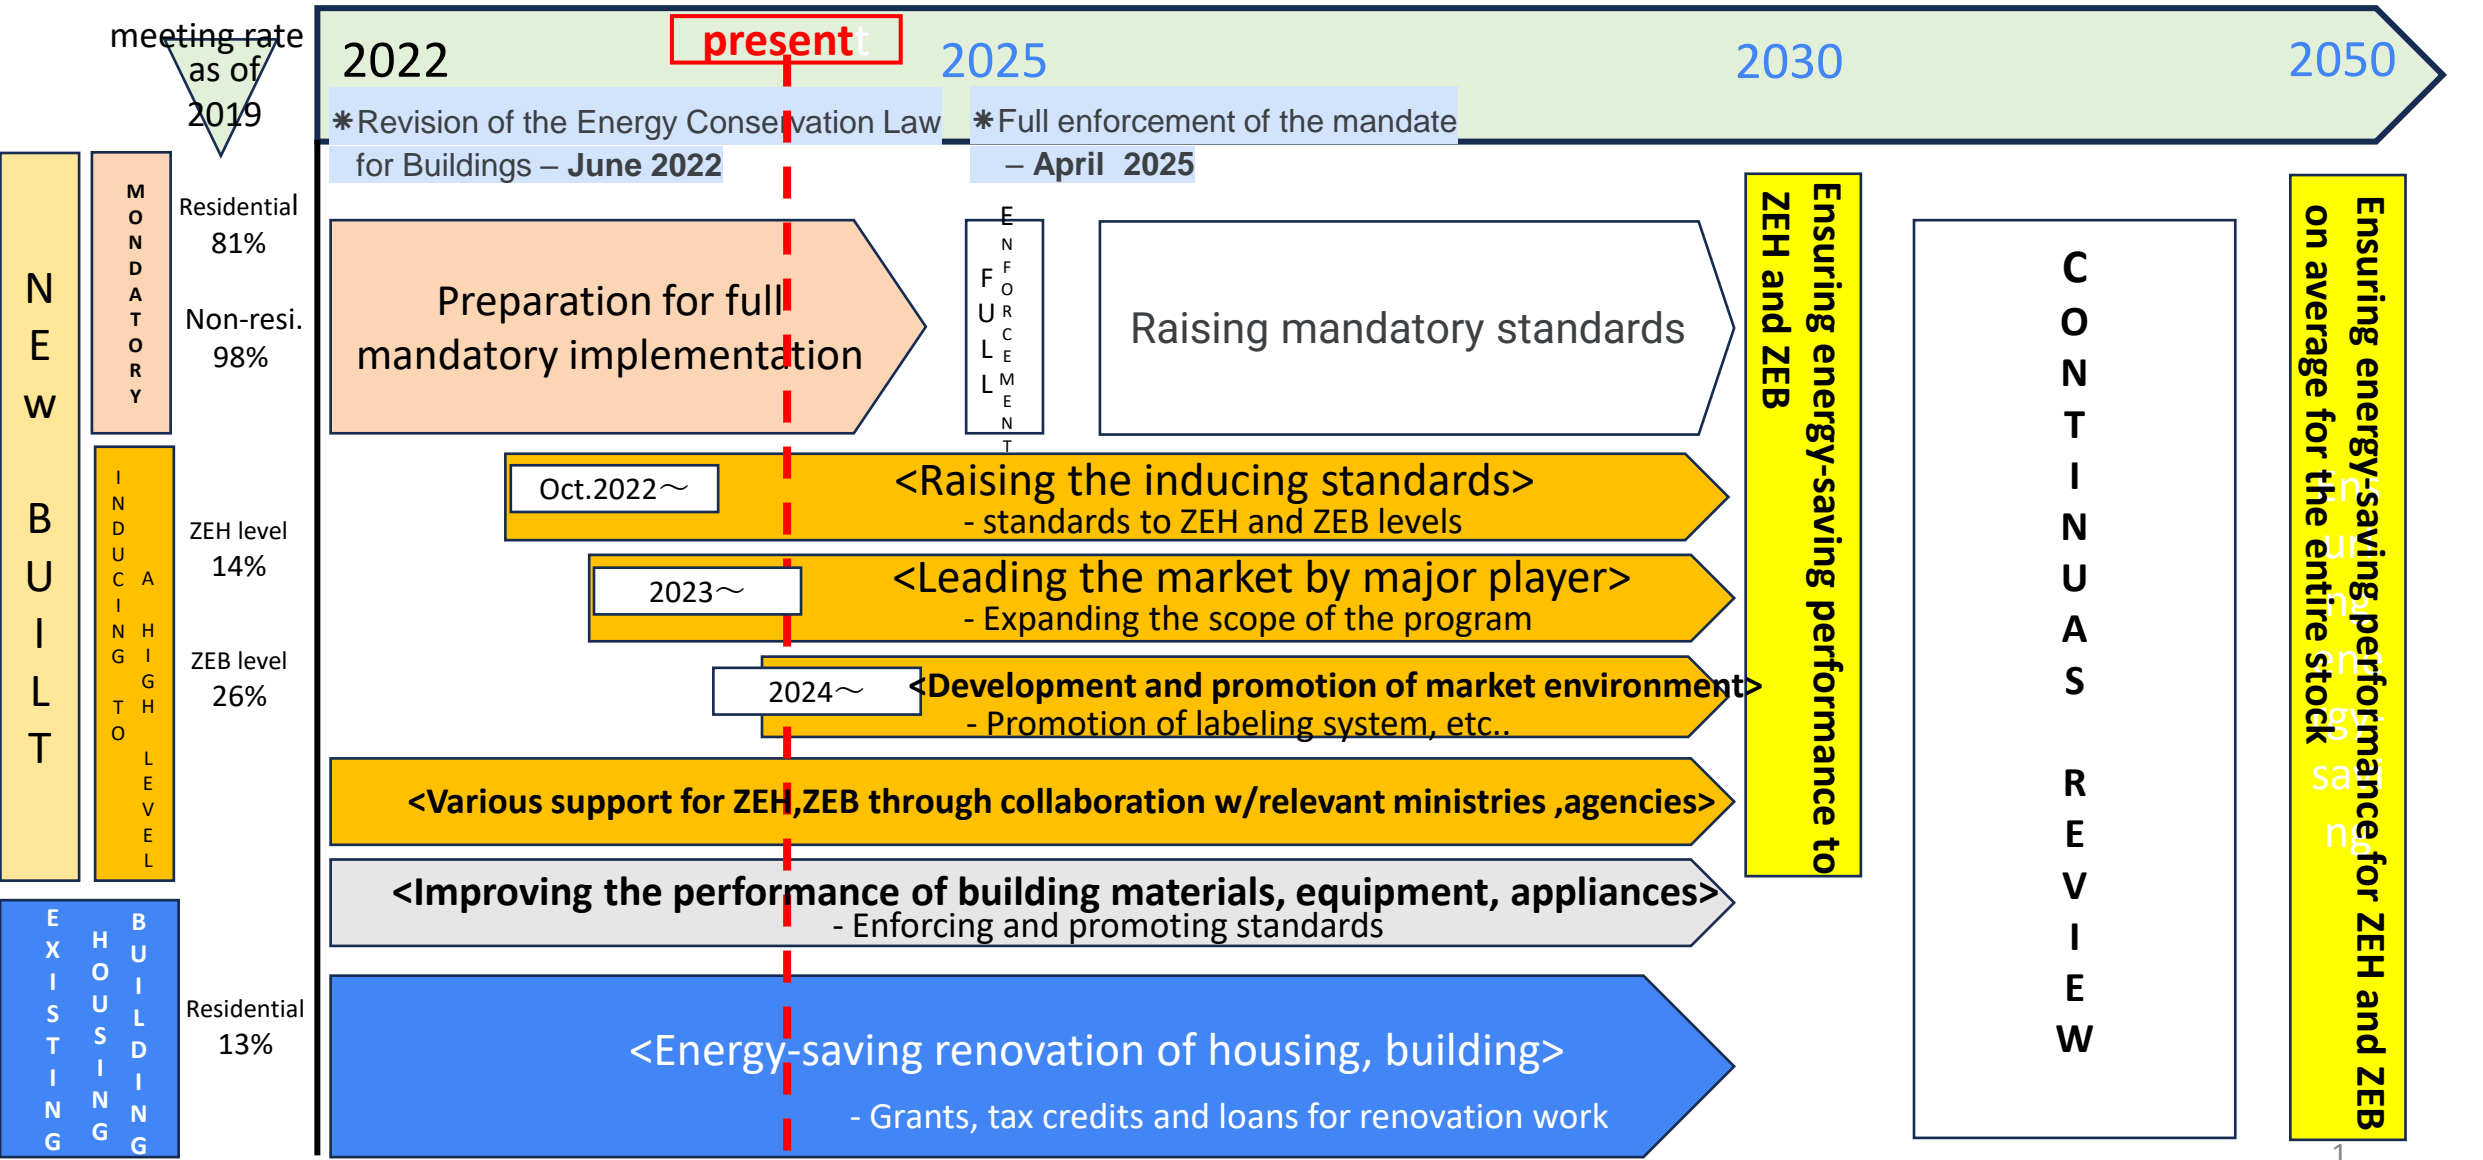 meeting rate
as of
2019
2022
present
2025
2030
2050
✷Revision of the Energy Conservation Law
for Buildings – June 2022
✷Full enforcement of the mandate
– April 2025
NEw BUILT
MONDATORY
Residential
81%
Non-resi.
98%
Preparation for full
mandatory implementation
FULL
ENFORCEMENT
Raising mandatory standards
INDUCING TO
A HIGH LEVEL
ZEH level
14%
ZEB level
26%
Oct.2022～
<Raising the inducing standards>
- standards to ZEH and ZEB levels
2023～
<Leading the market by major player>
- Expanding the scope of the program
2024～
<Development and promotion of market environment>
- Promotion of labeling system, etc..
<Various support for ZEH,ZEB through collaboration w/relevant ministries ,agencies>
<Improving the performance of building materials, equipment, appliances>
- Enforcing and promoting standards
EXISTING
HOUSING
BUILDING
Residential
13%
<Energy-saving renovation of housing, building>
- Grants, tax credits and loans for renovation work
Ensuring energy-saving performance to
ZEH and ZEB
CONTINUAS REVIEW
Ensuring energy-saving performance for ZEH and ZEB
on average for the entire stock
1